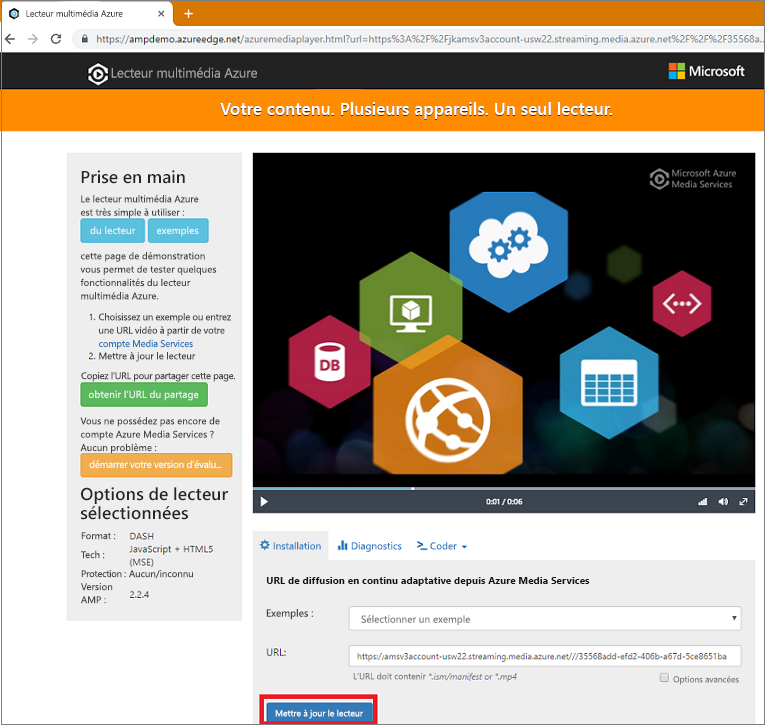 Lecteur multimédia Azure
https://ampdemo.azureedge.net/azuremediaplayer.html?url=https%3A%2F%2Fjkamsv3account-usw22.streaming.media.azure.net%2F%2F%2F35568a...
Lecteur multimédia Azure
Microsoft
Votre contenu. Plusieurs appareils. Un seul lecteur.
Prise en main
Le lecteur multimédia Azure
est très simple à utiliser :
du lecteur exemples
cette page de démonstration
vous permet de tester quelques
fonctionnalités du lecteur
multimédia Azure.
1. Choisissez un exemple ou entrez
une URL vidéo à partir de votre
compte Media Services
2. Mettre à jour le lecteur
Copiez l'URL pour partager cette page.
obtenir l'URL du partage
Vous ne possédez pas encore de
compte Azure Media Services ?
Aucun problème :
démarrer votre version d'évalu...
Options de lecteur
sélectionnées
Format : DASH
Tech : JavaScript + HTML5
(MSE)
Protection : Aucun/inconnu
Version
AMP : 2.2.4
Microsoft Azure
Media Services
DB
0:01 / 0:06
Installation Diagnostics Coder
URL de diffusion en continu adaptative depuis Azure Media Services
Exemples : Sélectionner un exemple
URL: https://amsv3account-usw22.streaming.media.azure.net///35568add-efd2-406b-a67d-5ce8651ba
L'URL doit contenir *.ism/manifest or *.mp4 Options avancées
Mettre à jour le lecteur